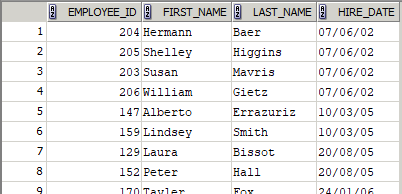 EMPLOYEE_ID FIRST_NAME LAST_NAME HIRE_DATE
1 204 Hermann Baer 07/06/02
2 205 Shelley Higgins 07/06/02
3 203 Susan Mavris 07/06/02
4 206 William Gietz 07/06/02
5 147 Alberto Errazuriz 10/03/05
6 159 Lindsey Smith 10/03/05
7 129 Laura Bissot 20/08/05
8 152 Peter Hall 20/08/05
170 Tayler Fox 24/01/06